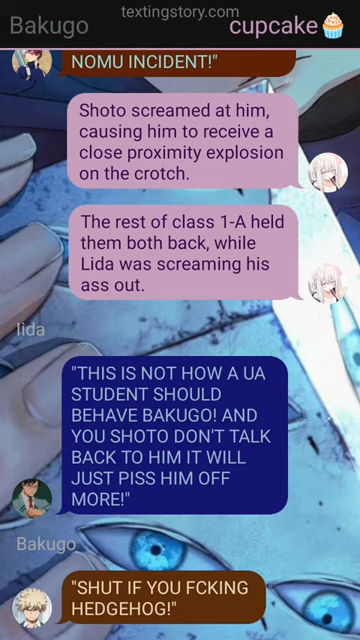 textingstory.com
Bakugo
cupcake🧁
NOMU INCIDENT!"
Shoto screamed at him,
causing him to receive a
close proximity explosion
on the crotch.
The rest of class 1-A held
them both back, while
Lida was screaming his
ass out.
Iida
"THIS IS NOT HOW A UA
STUDENT SHOULD
BEHAVE BAKUGO! AND
YOU SHOTO DON'T TALK
BACK TO HIM IT WILL
JUST PISS HIM OFF
MORE!"
Bakugo
"SHUT IF YOU FCKING
HEDGEHOG!"